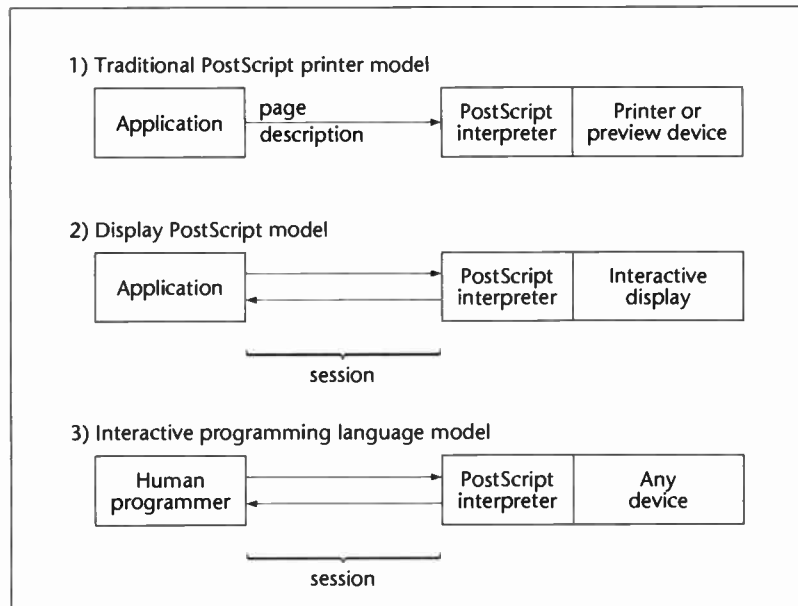 1) Traditional PostScript printer model
Application
page
description
PostScript
interpreter
Printer or
preview device
2) Display PostScript model
Application
PostScript
interpreter
Interactive
display
session
3) Interactive programming language model
Human
programmer
PostScript
interpreter
Any
device
session